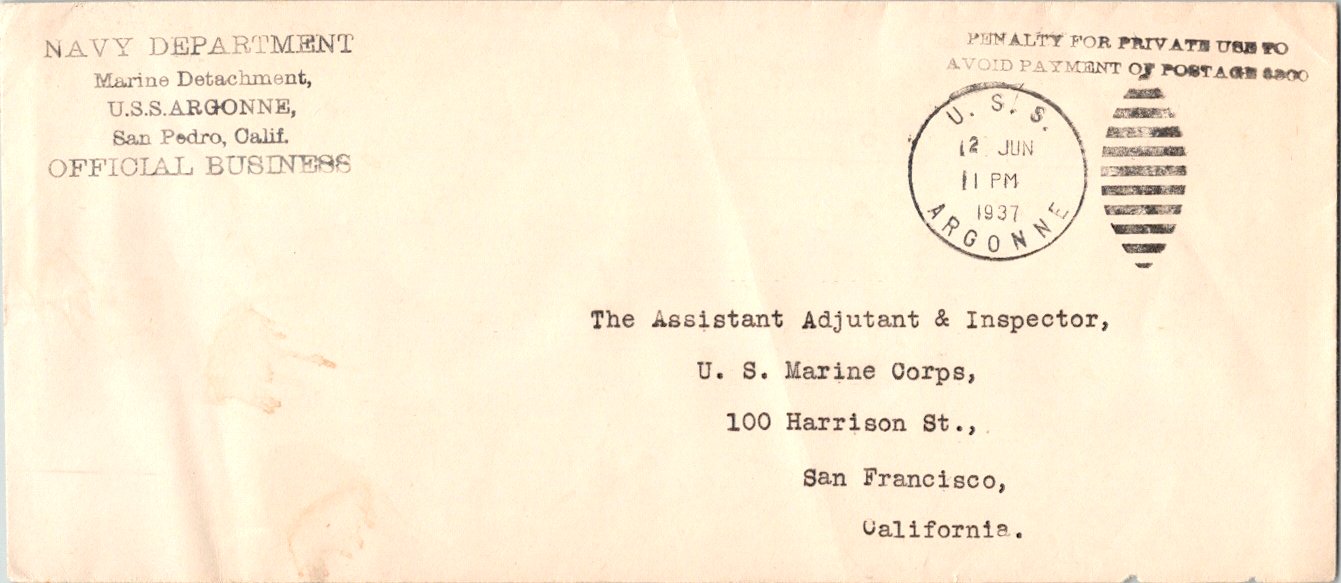 NAVY DEPARTMENT
Marine Detachment,
U.S.S.ARGONNE,
San Pedro, Calif.
OFFICIAL BUSINESS
PENALTY FOR PRIVATE USE TO
AVOID PAYMENT OF POSTAGE $300
U. S. S.
12 JUN
11 PM
1937
ARGONNE
The Assistant Adjutant & Inspector,
U. S. Marine Corps,
100 Harrison St.,
San Francisco,
California.